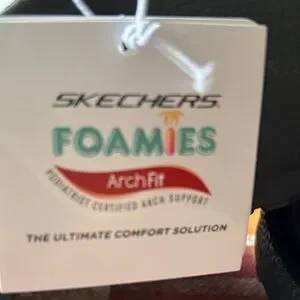 SKECHERS
FOAMIES
Arch Fit
PODIATRIST CERTIFIED ARCH SUPPORT
THE ULTIMATE COMFORT SOLUTION